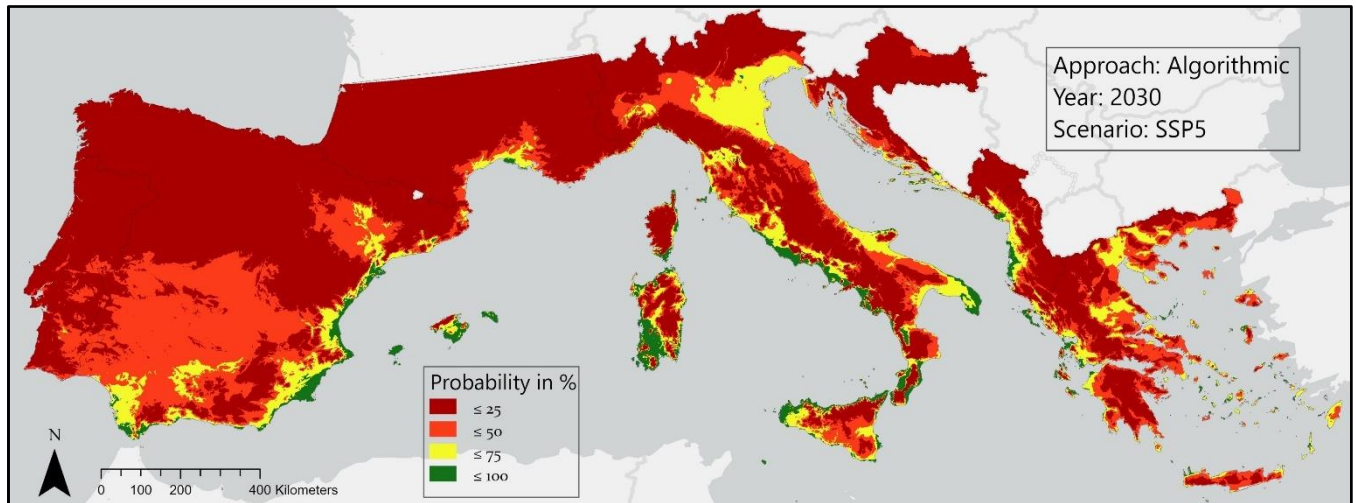 Approach: Algorithmic
Year: 2030
Scenario: SSP5
Probability in %
≤ 25
≤ 50
≤ 75
≤ 100
N
0 100 200 400 Kilometers